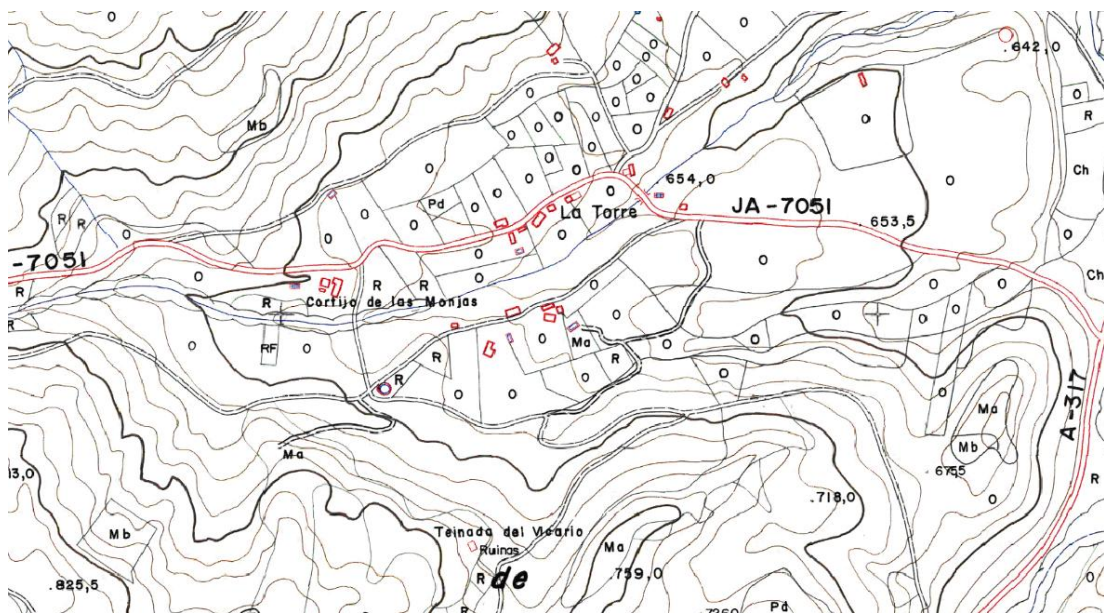 O
O
.642,0
O
O
O
O
O
R
O
O
O
O
Mb
O
O
O
O
O
O
Ch
654,0
O
O
Pd
O
La Torre
JA-7051
R
R
O
653,5
O
O
O
-7051
O
O
Ch
O
O
R
R
R
O
O
O
R
Cortijo de las Monjas
O
O
O
R
O
O
Ma
O
O
RF
O
R
O
R
O
R
O
O
O
O
Ma
A-317
Ma
Mb
13,0
6755
R
.718,0
O
Mb
Teinada del Vicario
Ruinas
Ma
.825,5
R
de
.759,0
O
R
.7260
Pd